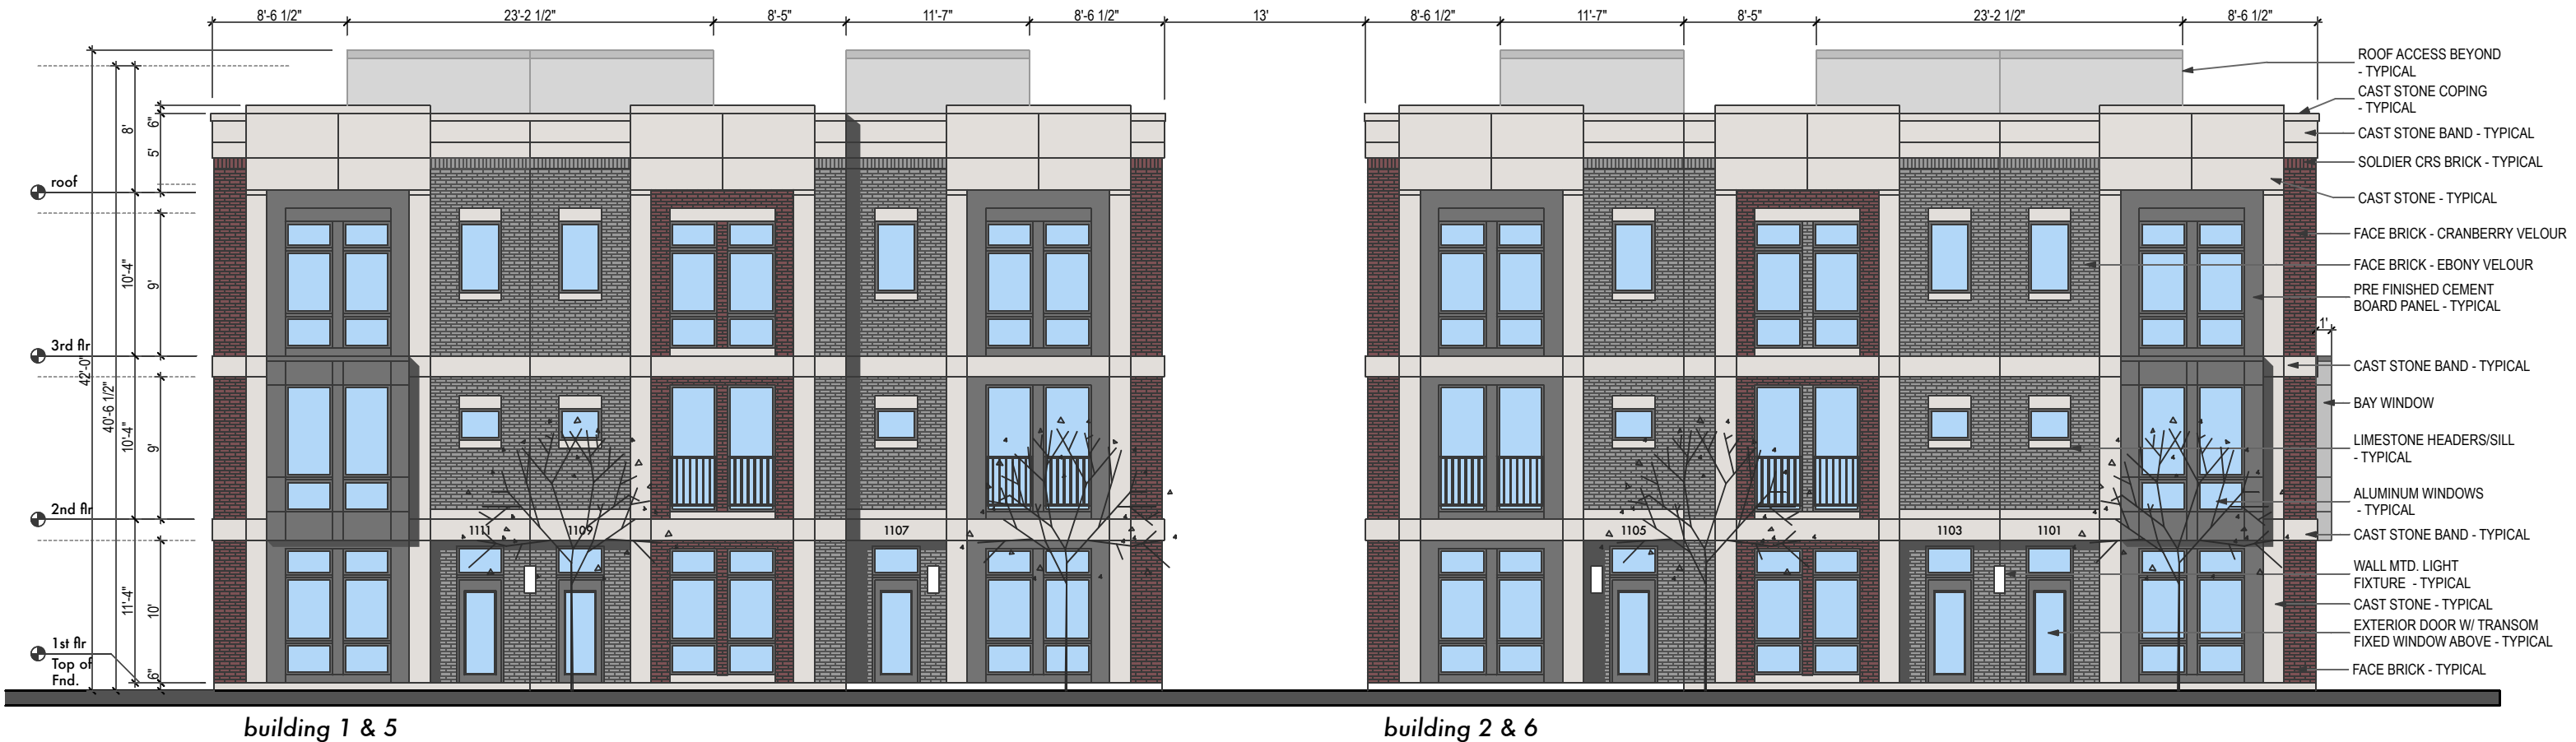 8'-6 1/2" 23'-2 1/2" 8'-5" 11'-7" 8'-6 1/2" 13' 8'-6 1/2" 11'-7" 8'-5" 23'-2 1/2" 8'-6 1/2"
ROOF ACCESS BEYOND
- TYPICAL
CAST STONE COPING
- TYPICAL
CAST STONE BAND - TYPICAL
SOLDIER CRS BRICK - TYPICAL
CAST STONE - TYPICAL
FACE BRICK - CRANBERRY VELOUR
FACE BRICK - EBONY VELOUR
PRE FINISHED CEMENT
BOARD PANEL - TYPICAL
1'
CAST STONE BAND - TYPICAL
BAY WINDOW
LIMESTONE HEADERS/SILL
- TYPICAL
ALUMINUM WINDOWS
- TYPICAL
CAST STONE BAND - TYPICAL
WALL MTD. LIGHT
FIXTURE - TYPICAL
CAST STONE - TYPICAL
EXTERIOR DOOR W/ TRANSOM
FIXED WINDOW ABOVE - TYPICAL
FACE BRICK - TYPICAL
roof
3rd flr
2nd flr
1st flr
Top of
Fnd.
42'-0"
40'-6 1/2"
8'
10'-4"
10'-4"
11'-4"
6"
5'
9'
9'
10'
6"
1111 1109 1107 1105 1103 1101
building 1 & 5
building 2 & 6